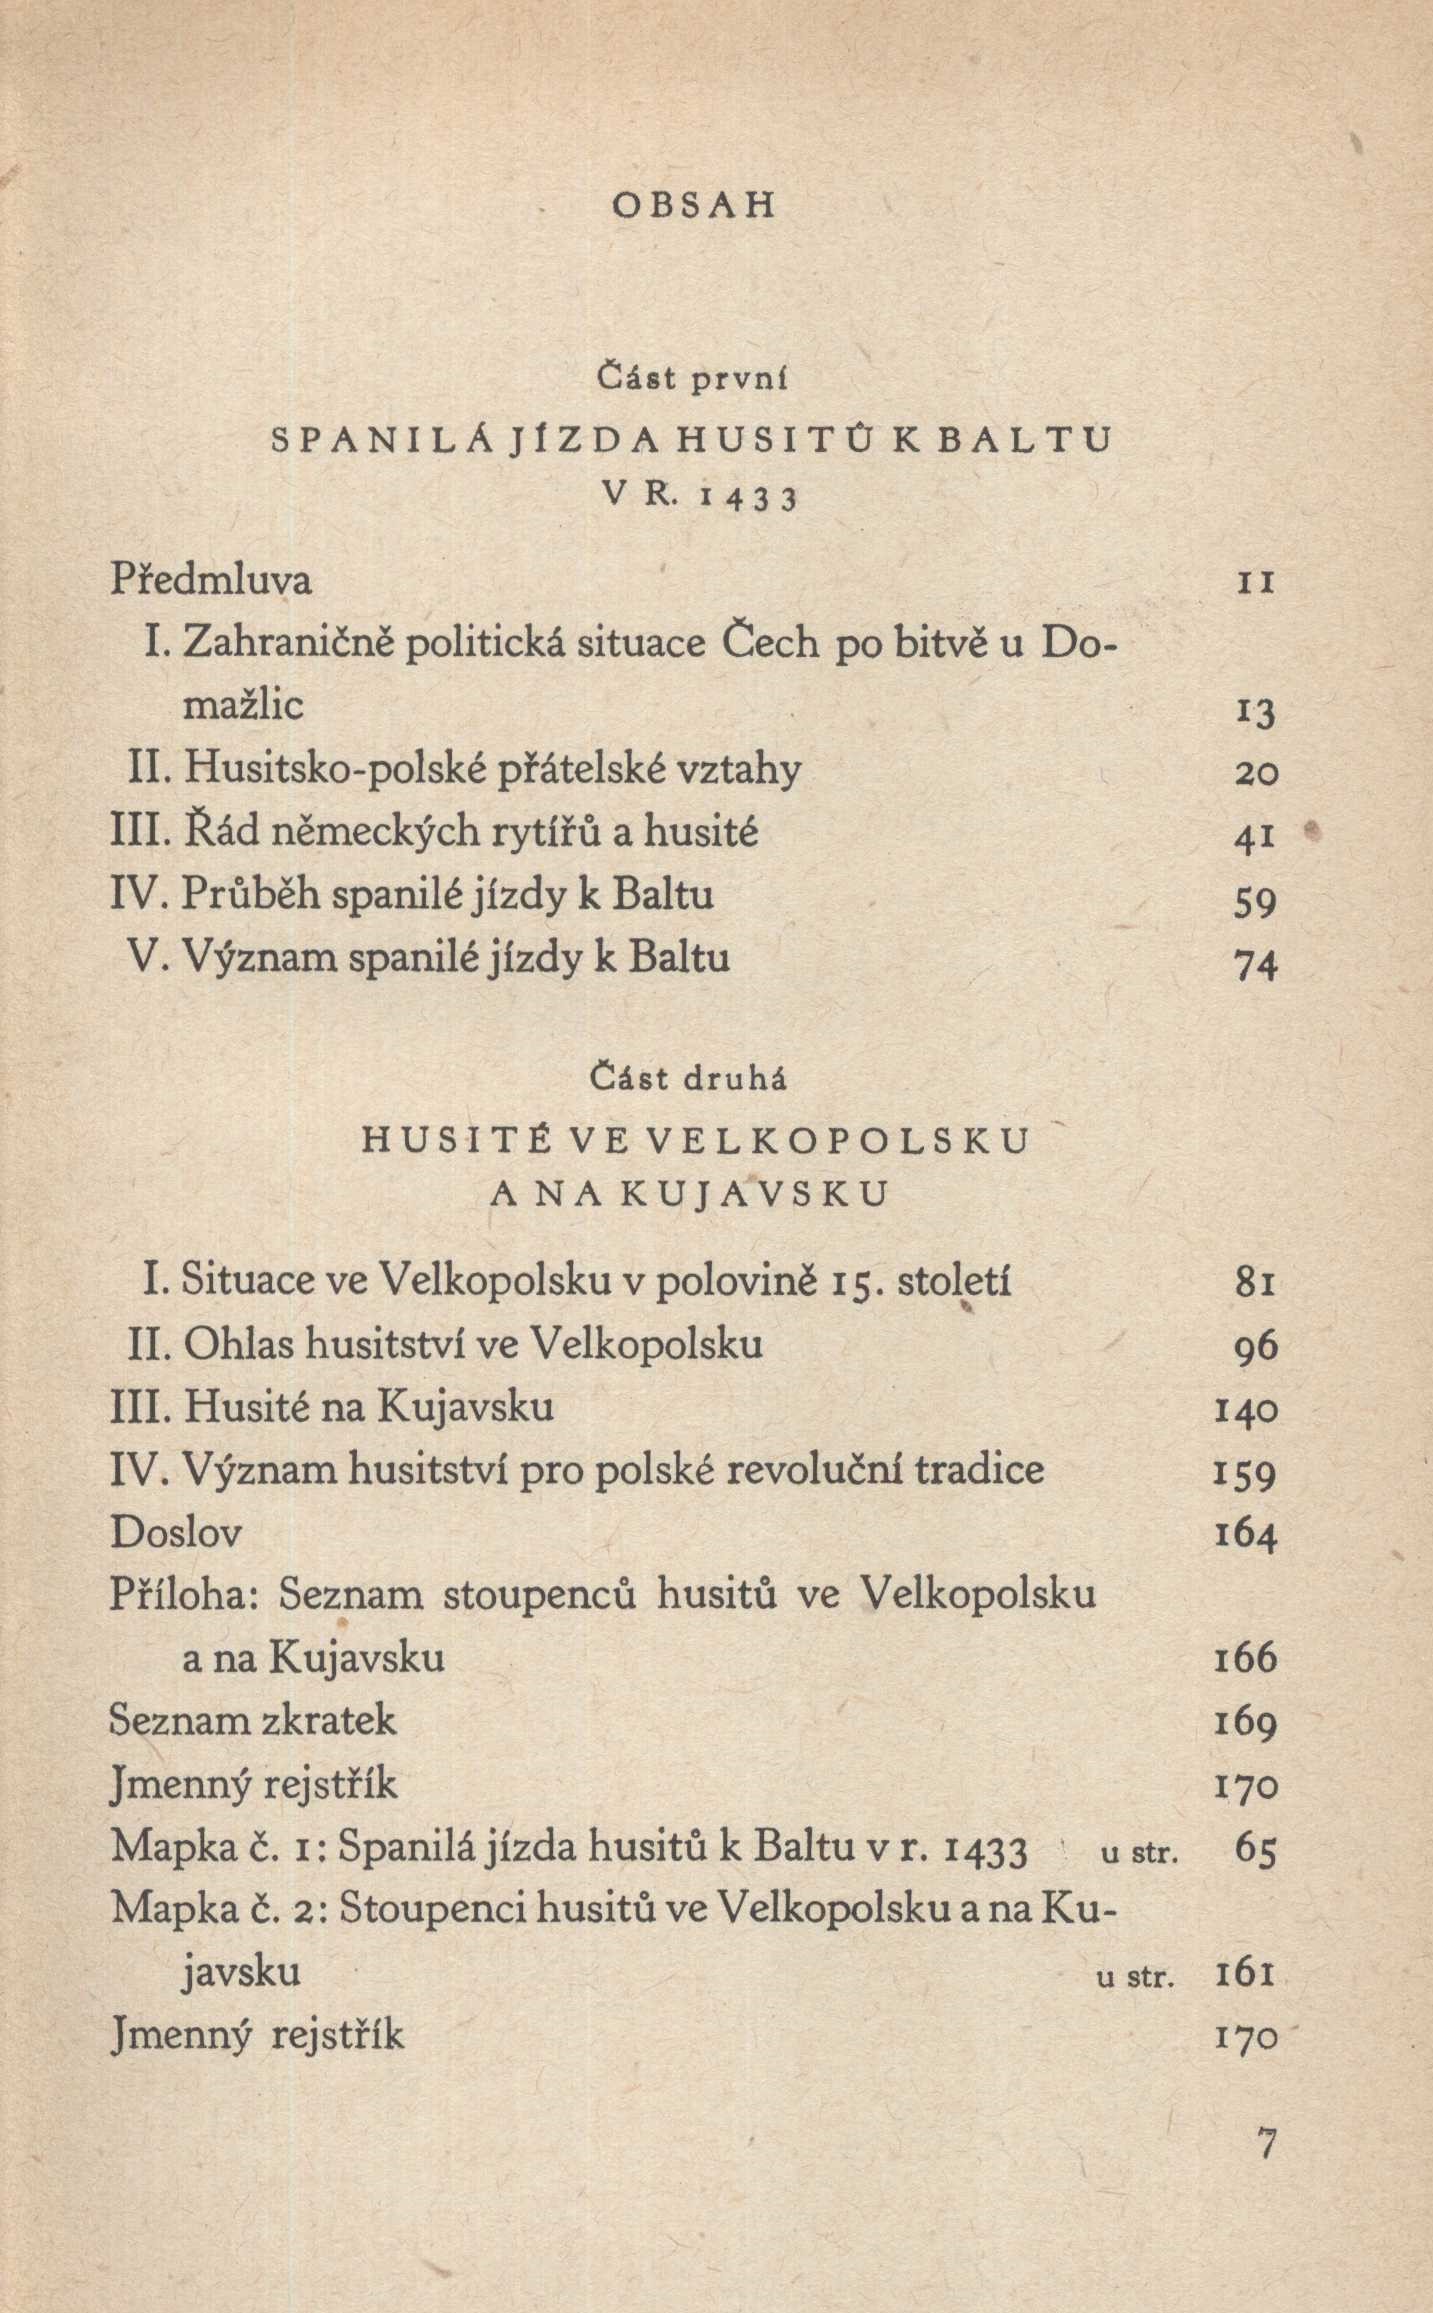 OBSAH
Část první
SPANILÁ JÍZDA HUSITŮ K BALTU
V R. 1433
Předmluva 11
I. Zahraničně politická situace Čech po bitvě u Do-
mažlic 13
II. Husitsko-polské přátelské vztahy 20
III. Řád německých rytířů a husité 41
IV. Průběh spanilé jízdy k Baltu 59
V. Význam spanilé jízdy k Baltu 74
Část druhá
HUSITÉ VE VELKOPOLSKU
A NA KUJAVSKU
I. Situace ve Velkopolsku v polovině 15. století 81
II. Ohlas husitství ve Velkopolsku 96
III. Husité na Kujavsku 140
IV. Význam husitství pro polské revoluční tradice 159
Doslov 164
Příloha: Seznam stoupenců husitů ve Velkopolsku
a na Kujavsku 166
Seznam zkratek 169
Jmenný rejstřík 170
Mapka č. 1: Spanilá jízda husitů k Baltu v r. 1433 u str. 65
Mapka č. 2: Stoupenci husitů ve Velkopolsku a na Ku-
javsku u str. 161
Jmenný rejstřík 170
7